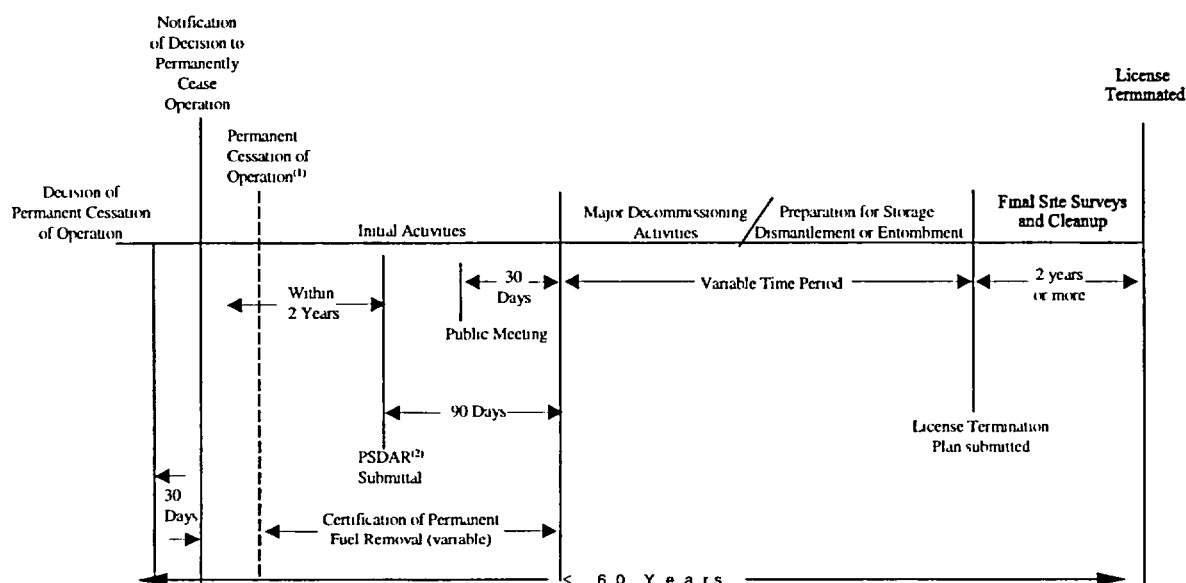 Notification
of Decision to
Permanently
Cease
Operation
License
Terminated
Permanent
Cessation of
Operation(1)
Decision of
Permanent Cessation
of Operation
Initial Activities
Major Decommissioning
Activities
Preparation for Storage
Dismantlement or Entombment
Final Site Surveys
and Cleanup
Within
2 Years
30
Days
Public Meeting
Variable Time Period
2 years
or more
90 Days
PSDAR(2)
Submittal
License Termination
Plan submitted
30
Days
Certification of Permanent
Fuel Removal (variable)
< 60 Years